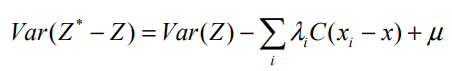 Var(Z* − Z) = Var(Z) − ∑ᵢ λᵢC(xᵢ − x) + μ